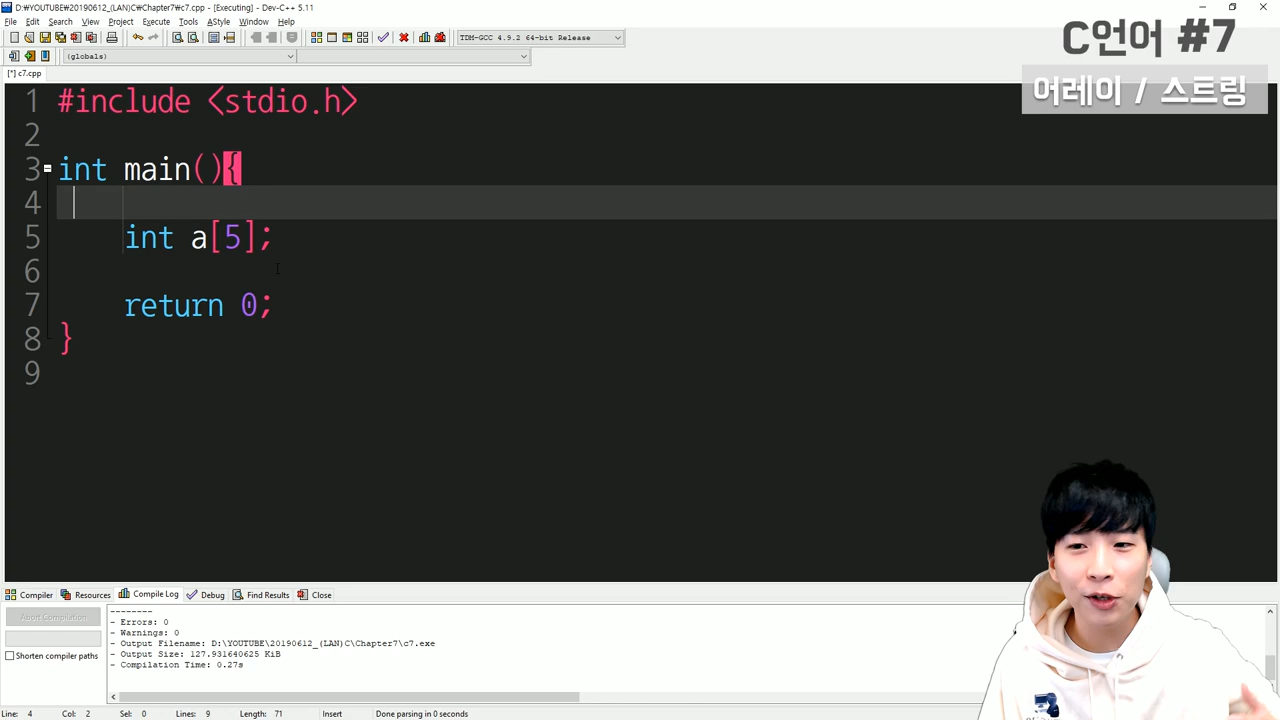 D:₩YOUTUBE₩20190612_(LAN)C₩Chapter7₩c7.cpp - [Executing] - Dev-C++ 5.11
File Edit Search View Project Execute Tools AStyle Window Help
TDM-GCC 4.9.2 64-bit Release
(globals)
[*] c7.cpp
C언어 #7
어레이 / 스트링
1 #include <stdio.h>
2
3 int main(){
4
5 int a[5];
6
7 return 0;
8 }
9
Compiler Resources Compile Log Debug Find Results Close
Abort Compilation
Shorten compiler paths
--------
- Errors: 0
- Warnings: 0
- Output Filename: D:\YOUTUBE\20190612_(LAN)C\Chapter7\c7.exe
- Output Size: 127.931640625 KiB
- Compilation Time: 0.27s
Line: 4 Col: 2 Sel: 0 Lines: 9 Length: 71 Insert Done parsing in 0 seconds